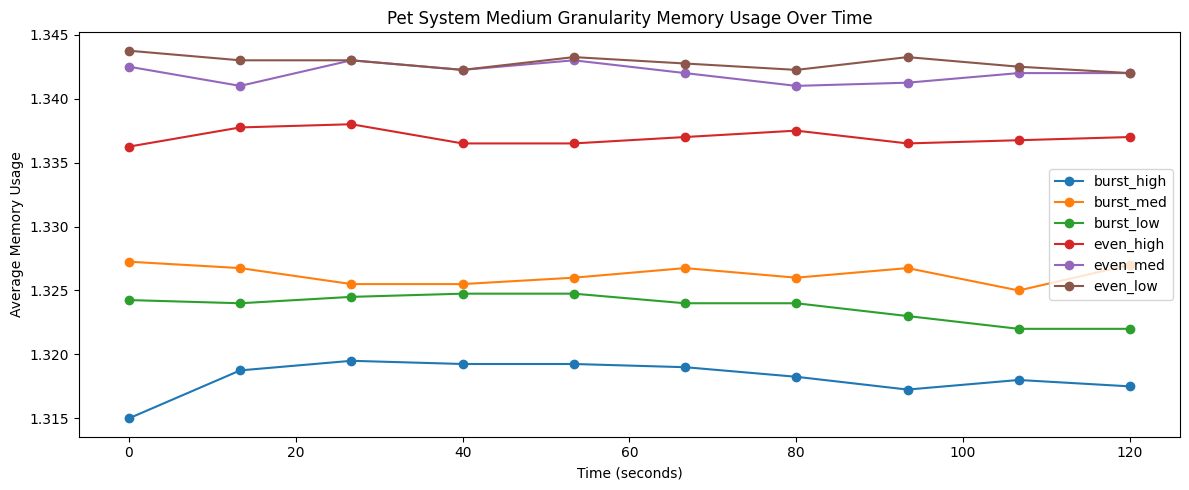 Pet System Medium Granularity Memory Usage Over Time
Average Memory Usage
1.345
1.340
1.335
1.330
1.325
1.320
1.315
burst_high
burst_med
burst_low
even_high
even_med
even_low
0
20
40
60
80
100
120
Time (seconds)